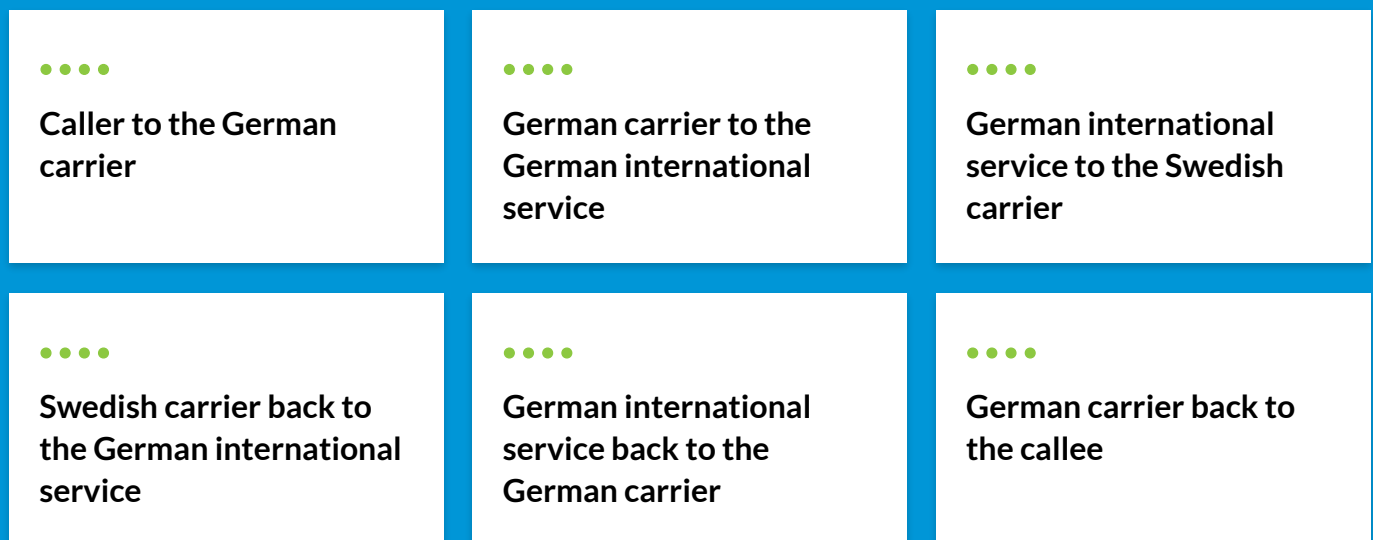 Caller to the German
carrier
German carrier to the
German international
service
German international
service to the Swedish
carrier
Swedish carrier back to
the German international
service
German international
service back to the
German carrier
German carrier back to
the callee